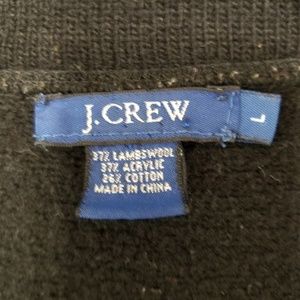 J.CREW
L
37% LAMBSWOOL
37% ACRYLIC
26% COTTON
MADE IN CHINA